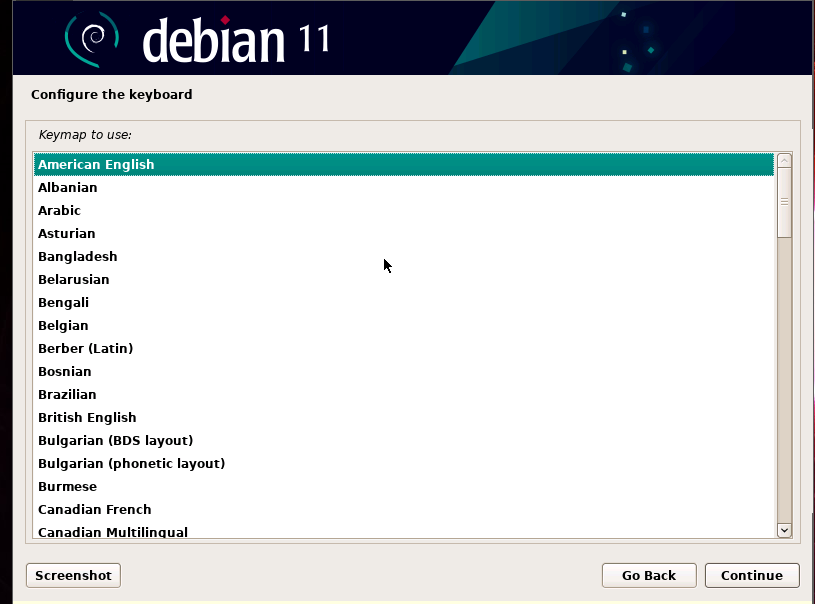 debian 11
Configure the keyboard
Keymap to use:
American English
Albanian
Arabic
Asturian
Bangladesh
Belarusian
Bengali
Belgian
Berber (Latin)
Bosnian
Brazilian
British English
Bulgarian (BDS layout)
Bulgarian (phonetic layout)
Burmese
Canadian French
Canadian Multilingual
Screenshot
Go Back
Continue